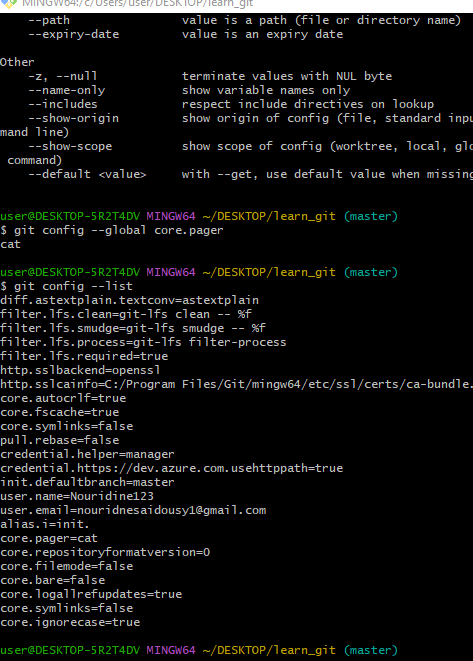 MINGW64:/c/Users/user/DESKTOP/learn_git
--path value is a path (file or directory name)
--expiry-date value is an expiry date
Other
-z, --null terminate values with NUL byte
--name-only show variable names only
--includes respect include directives on lookup
--show-origin show origin of config (file, standard inpu
mand line)
--show-scope show scope of config (worktree, local, glo
command)
--default <value> with --get, use default value when missing
user@DESKTOP-5R2T4DV MINGW64 ~/DESKTOP/learn_git (master)
$ git config --global core.pager
cat
user@DESKTOP-5R2T4DV MINGW64 ~/DESKTOP/learn_git (master)
$ git config --list
diff.astextplain.textconv=astextplain
filter.lfs.clean=git-lfs clean -- %f
filter.lfs.smudge=git-lfs smudge -- %f
filter.lfs.process=git-lfs filter-process
filter.lfs.required=true
http.sslbackend=openssl
http.sslcainfo=C:/Program Files/Git/mingw64/etc/ssl/certs/ca-bundle.
core.autocrlf=true
core.fscache=true
core.symlinks=false
pull.rebase=false
credential.helper=manager
credential.https://dev.azure.com.usehttppath=true
init.defaultbranch=master
user.name=Nouridine123
user.email=nouridnesaidousy1@gmail.com
alias.i=init.
core.pager=cat
core.repositoryformatversion=0
core.filemode=false
core.bare=false
core.logallrefupdates=true
core.symlinks=false
core.ignorecase=true
user@DESKTOP-5R2T4DV MINGW64 ~/DESKTOP/learn_git (master)